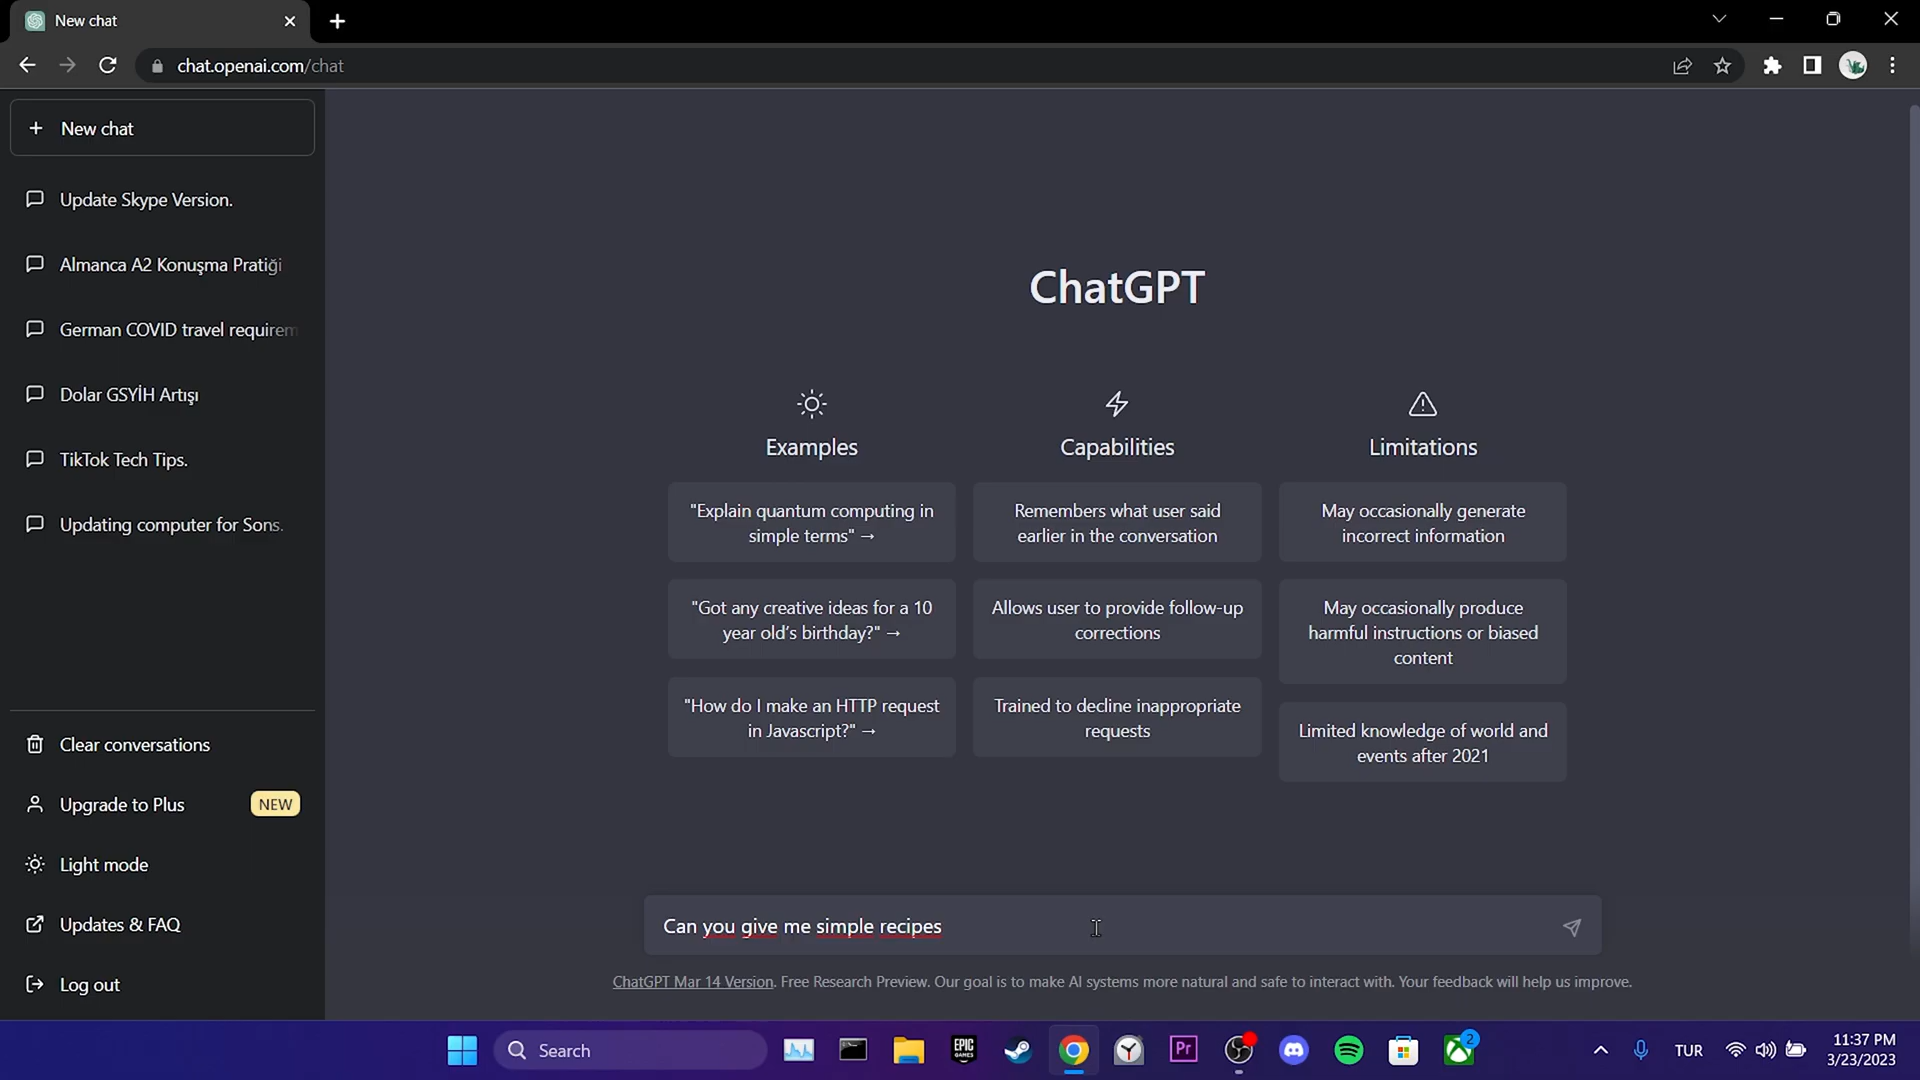 New chat
chat.openai.com/chat
New chat
Update Skype Version.
Almanca A2 Konuşma Pratiği
German COVID travel requirem
Dolar GSYİH Artışı
TikTok Tech Tips.
Updating computer for Sons.
Clear conversations
Upgrade to Plus
NEW
Light mode
Updates & FAQ
Log out
ChatGPT
Examples
"Explain quantum computing in
simple terms" →
"Got any creative ideas for a 10
year old’s birthday?" →
"How do I make an HTTP request
in Javascript?" →
Capabilities
Remembers what user said
earlier in the conversation
Allows user to provide follow-up
corrections
Trained to decline inappropriate
requests
Limitations
May occasionally generate
incorrect information
May occasionally produce
harmful instructions or biased
content
Limited knowledge of world and
events after 2021
Can you give me simple recipes
ChatGPT Mar 14 Version. Free Research Preview. Our goal is to make AI systems more natural and safe to interact with. Your feedback will help us improve.
Search
EPIC
GAMES
Pr
2
TUR
11:37 PM
3/23/2023